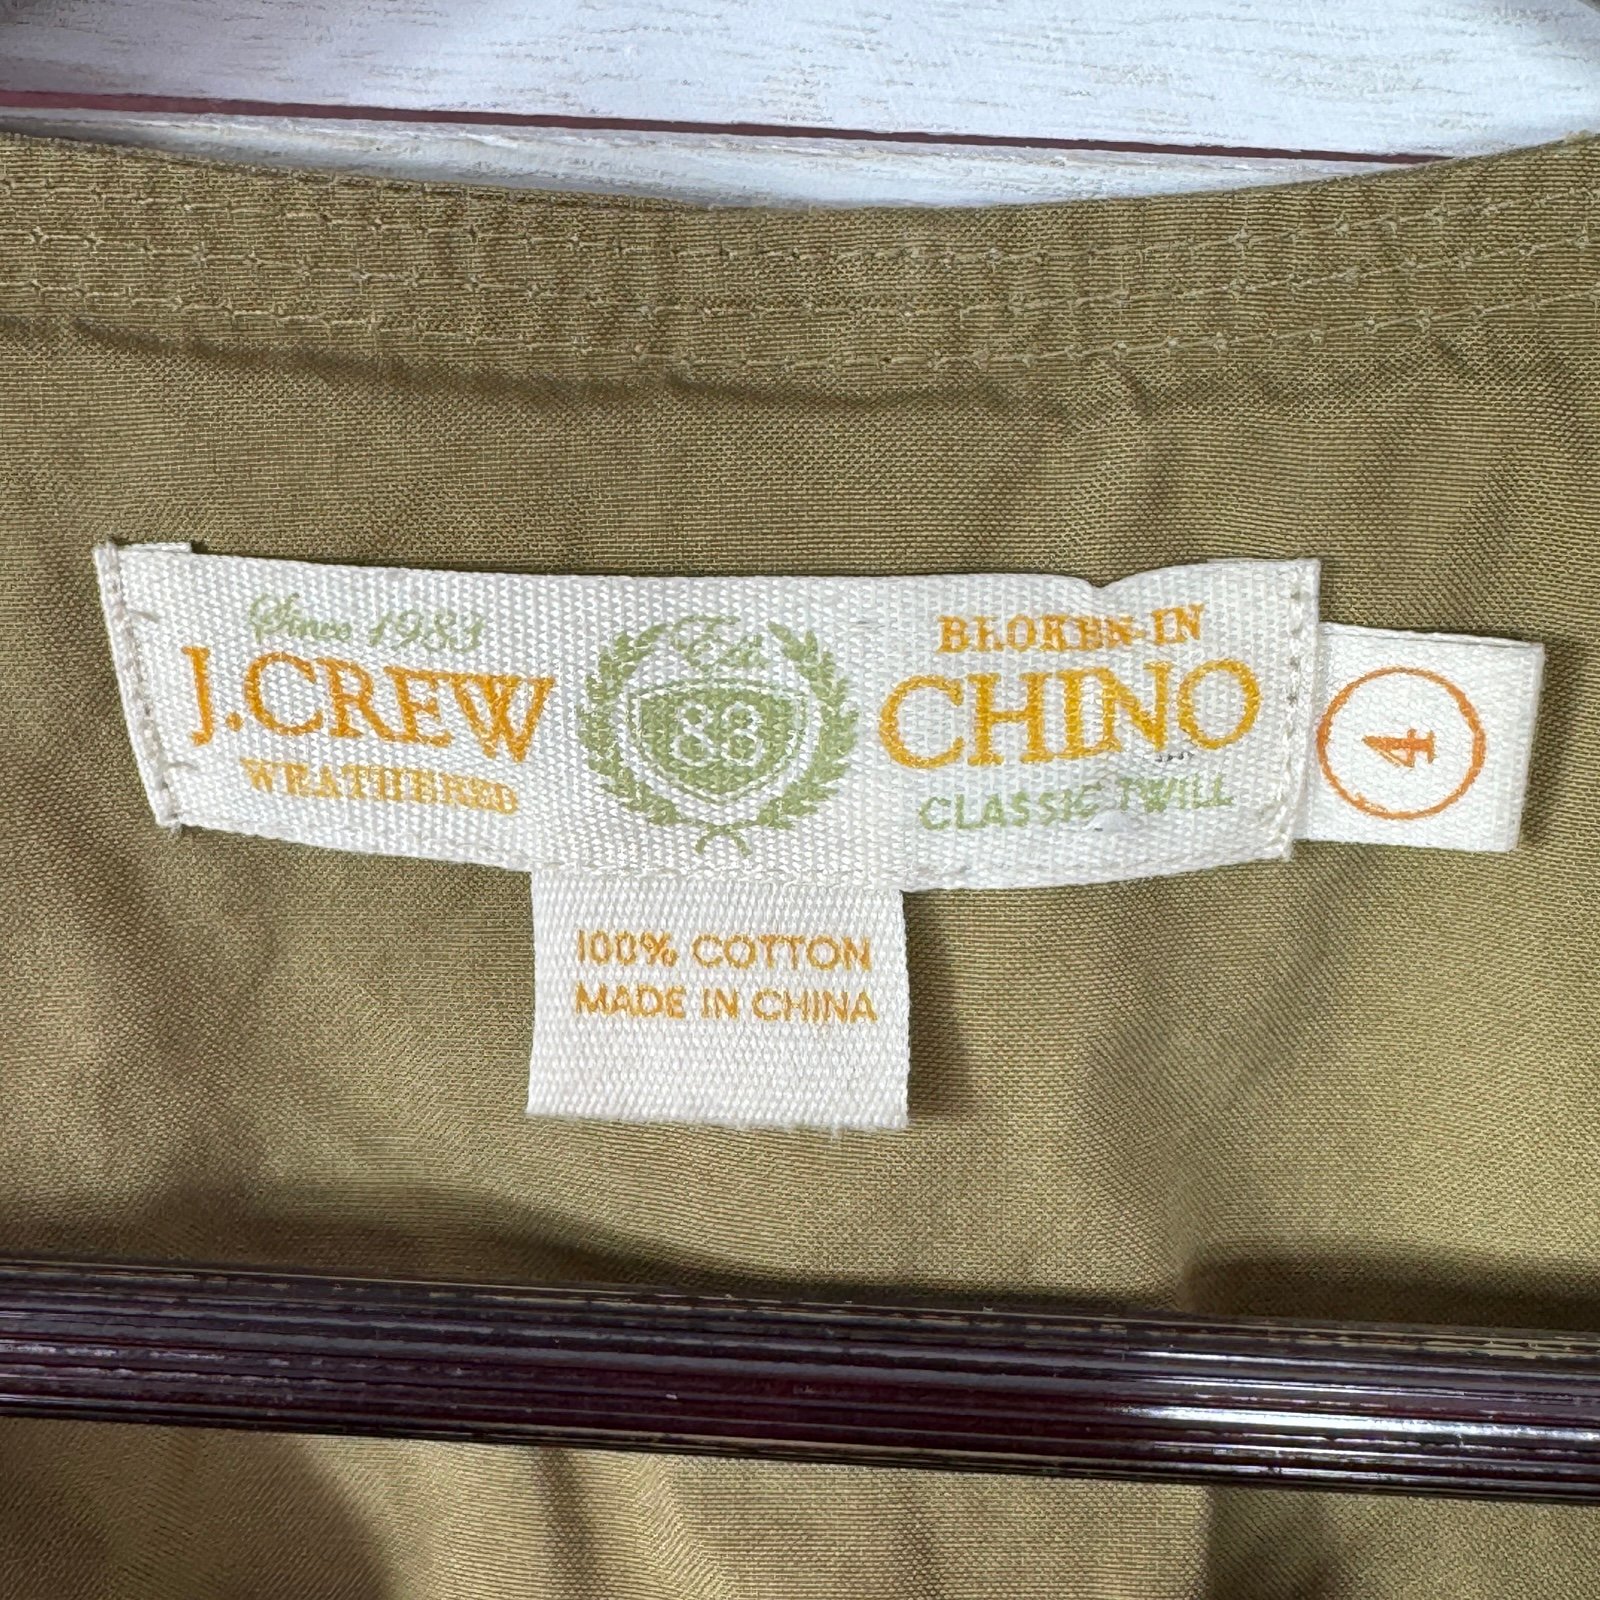 Since 1983
J.CREW
WEATHERED
Est.
83
BROKEN-IN
CHINO
CLASSIC TWILL
4
100% COTTON
MADE IN CHINA